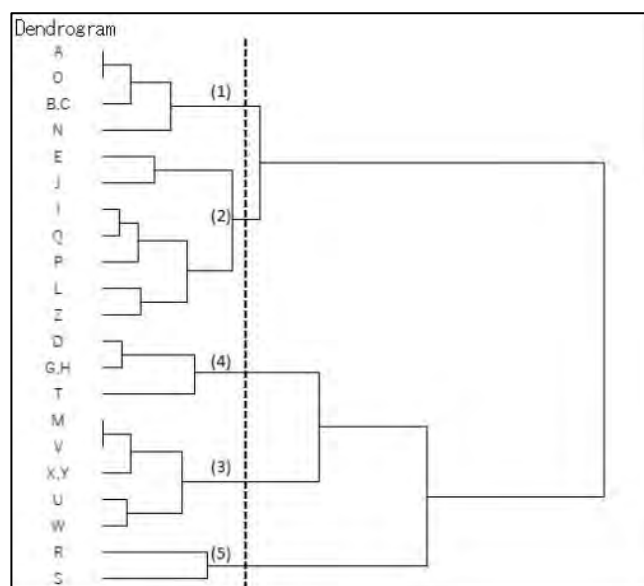 Dendrogram
A
O
B,C
(1)
N
E
J
I
(2)
Q
P
L
Z
D
G,H
(4)
T
M
V
X,Y
(3)
U
W
R
(5)
S